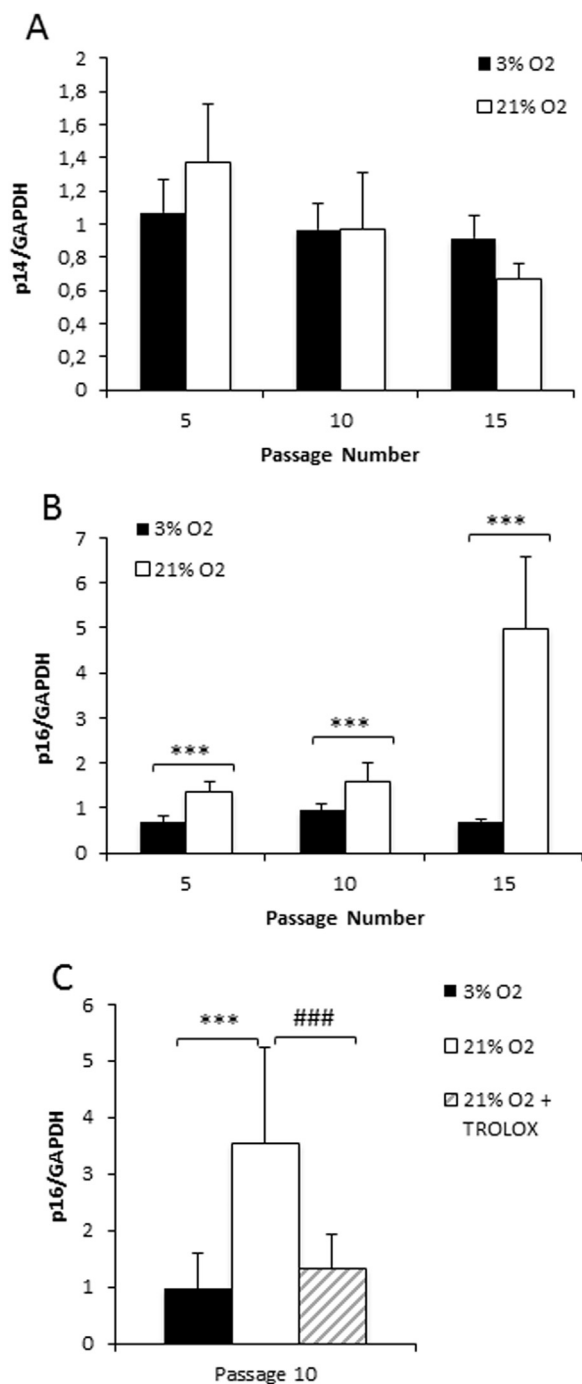 A
3% O2
21% O2
p14/GAPDH
2
1,8
1,6
1,4
1,2
1
0,8
0,6
0,4
0,2
0
5 10 15
Passage Number
B
3% O2
21% O2
p16/GAPDH
7
6
5
4
3
2
1
0
***
***
***
5 10 15
Passage Number
C
3% O2
21% O2
21% O2 +
TROLOX
p16/GAPDH
6
5
4
3
2
1
0
*** ###
Passage 10